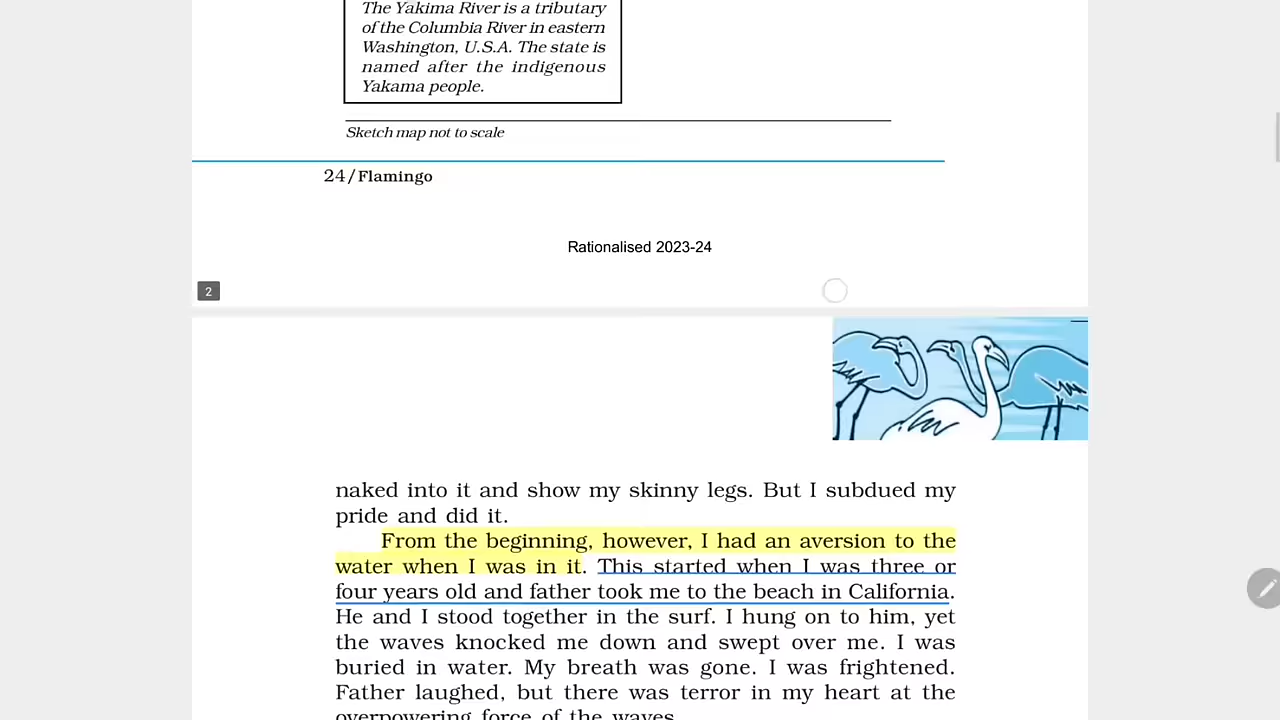 The Yakima River is a tributary
of the Columbia River in eastern
Washington, U.S.A. The state is
named after the indigenous
Yakama people.
Sketch map not to scale
24/Flamingo
Rationalised 2023-24
2
naked into it and show my skinny legs. But I subdued my
pride and did it.
From the beginning, however, I had an aversion to the
water when I was in it. This started when I was three or
four years old and father took me to the beach in California.
He and I stood together in the surf. I hung on to him, yet
the waves knocked me down and swept over me. I was
buried in water. My breath was gone. I was frightened.
Father laughed, but there was terror in my heart at the
overpowering force of the waves.